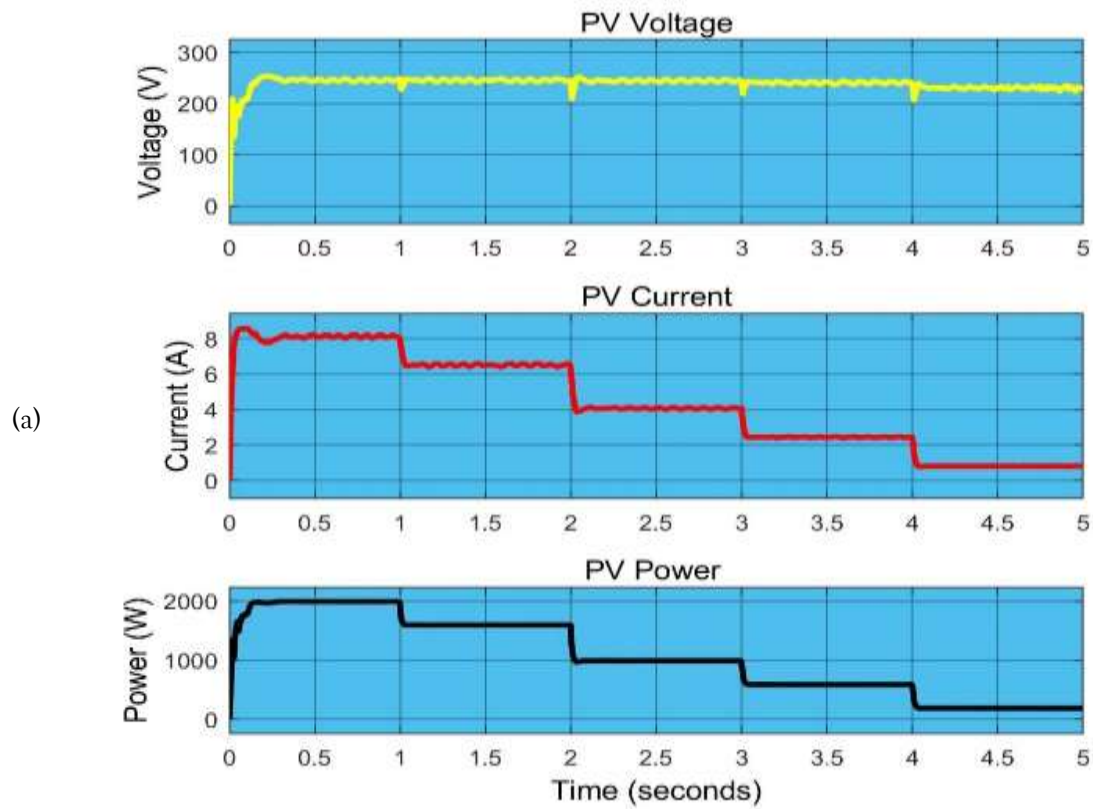 PV Voltage
300
200
100
0
Voltage (V)
0 0.5 1 1.5 2 2.5 3 3.5 4 4.5 5
PV Current
8
6
4
2
0
Current (A)
(a)
0 0.5 1 1.5 2 2.5 3 3.5 4 4.5 5
PV Power
2000
1000
0
Power (W)
0 0.5 1 1.5 2 2.5 3 3.5 4 4.5 5
Time (seconds)